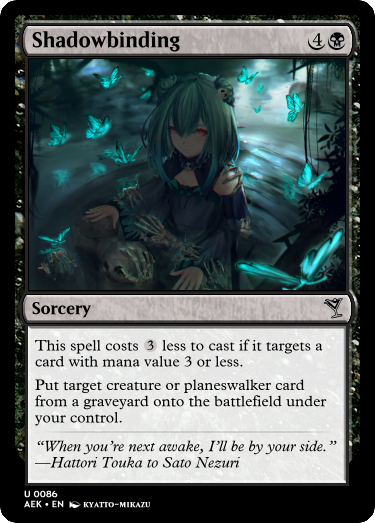 Shadowbinding 4
Sorcery
This spell costs 3 less to cast if it targets a
card with mana value 3 or less.
Put target creature or planeswalker card
from a graveyard onto the battlefield under
your control.
“When you're next awake, I'll be by your side.”
—Hattori Touka to Sato Nezuri
U 0086
AEK • EN KYATTO-MIKAZU